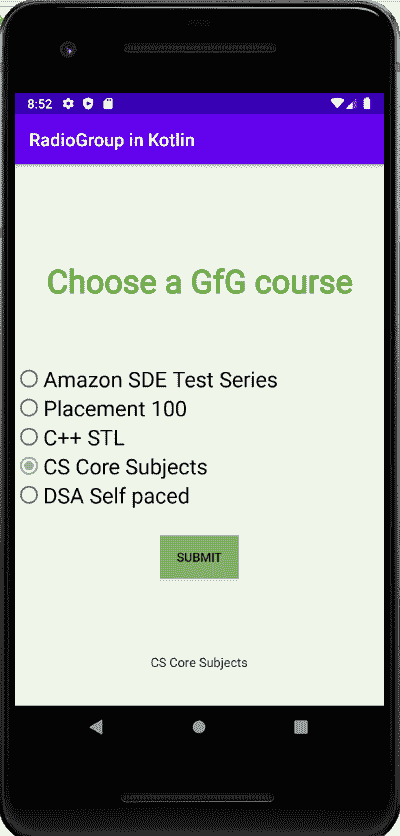 8:52
RadioGroup in Kotlin
Choose a GfG course
Amazon SDE Test Series
Placement 100
C++ STL
CS Core Subjects
DSA Self paced
SUBMIT
CS Core Subjects